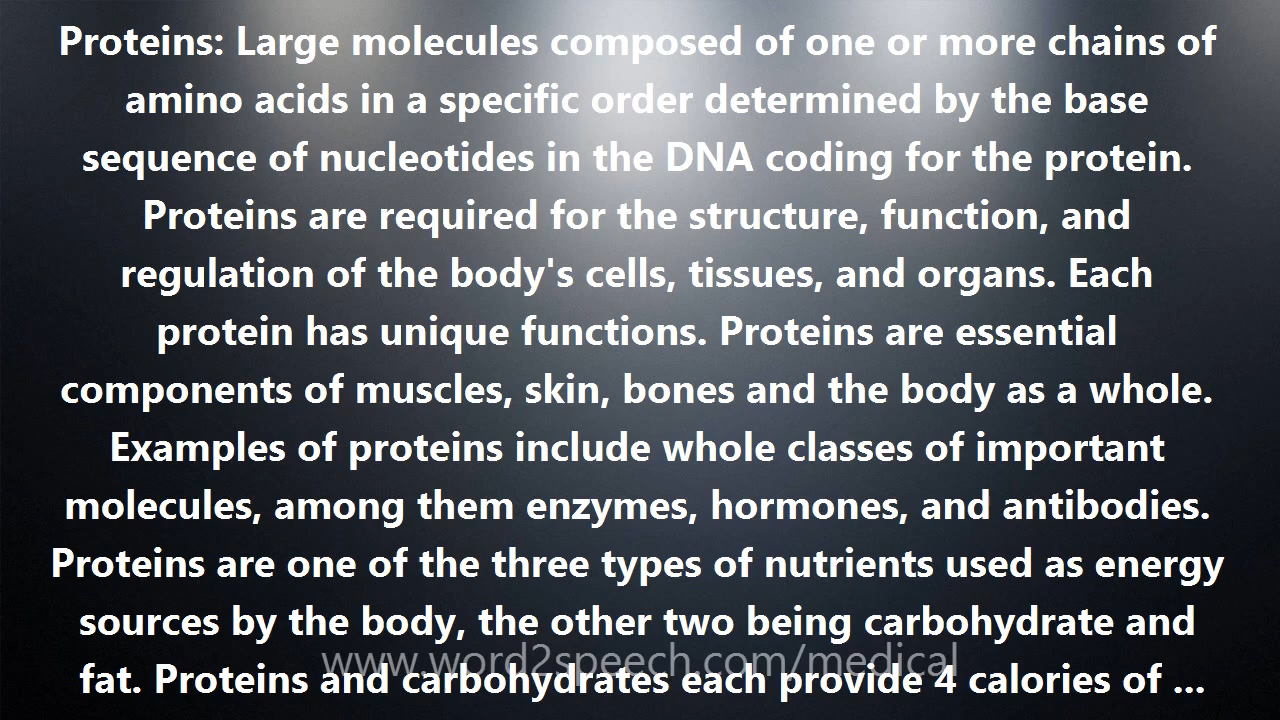 Proteins: Large molecules composed of one or more chains of
amino acids in a specific order determined by the base
sequence of nucleotides in the DNA coding for the protein.
Proteins are required for the structure, function, and
regulation of the body's cells, tissues, and organs. Each
protein has unique functions. Proteins are essential
components of muscles, skin, bones and the body as a whole.
Examples of proteins include whole classes of important
molecules, among them enzymes, hormones, and antibodies.
Proteins are one of the three types of nutrients used as energy
sources by the body, the other two being carbohydrate and
www.word2speech.com/medical
fat. Proteins and carbohydrates each provide 4 calories of ...